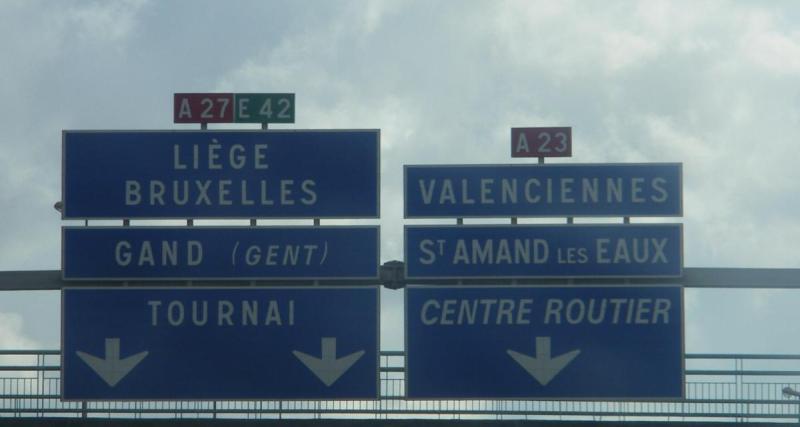 A 27 E 42
LIÈGE
BRUXELLES
GAND (GENT)
TOURNAI
A 23
VALENCIENNES
ST AMAND LES EAUX
CENTRE ROUTIER